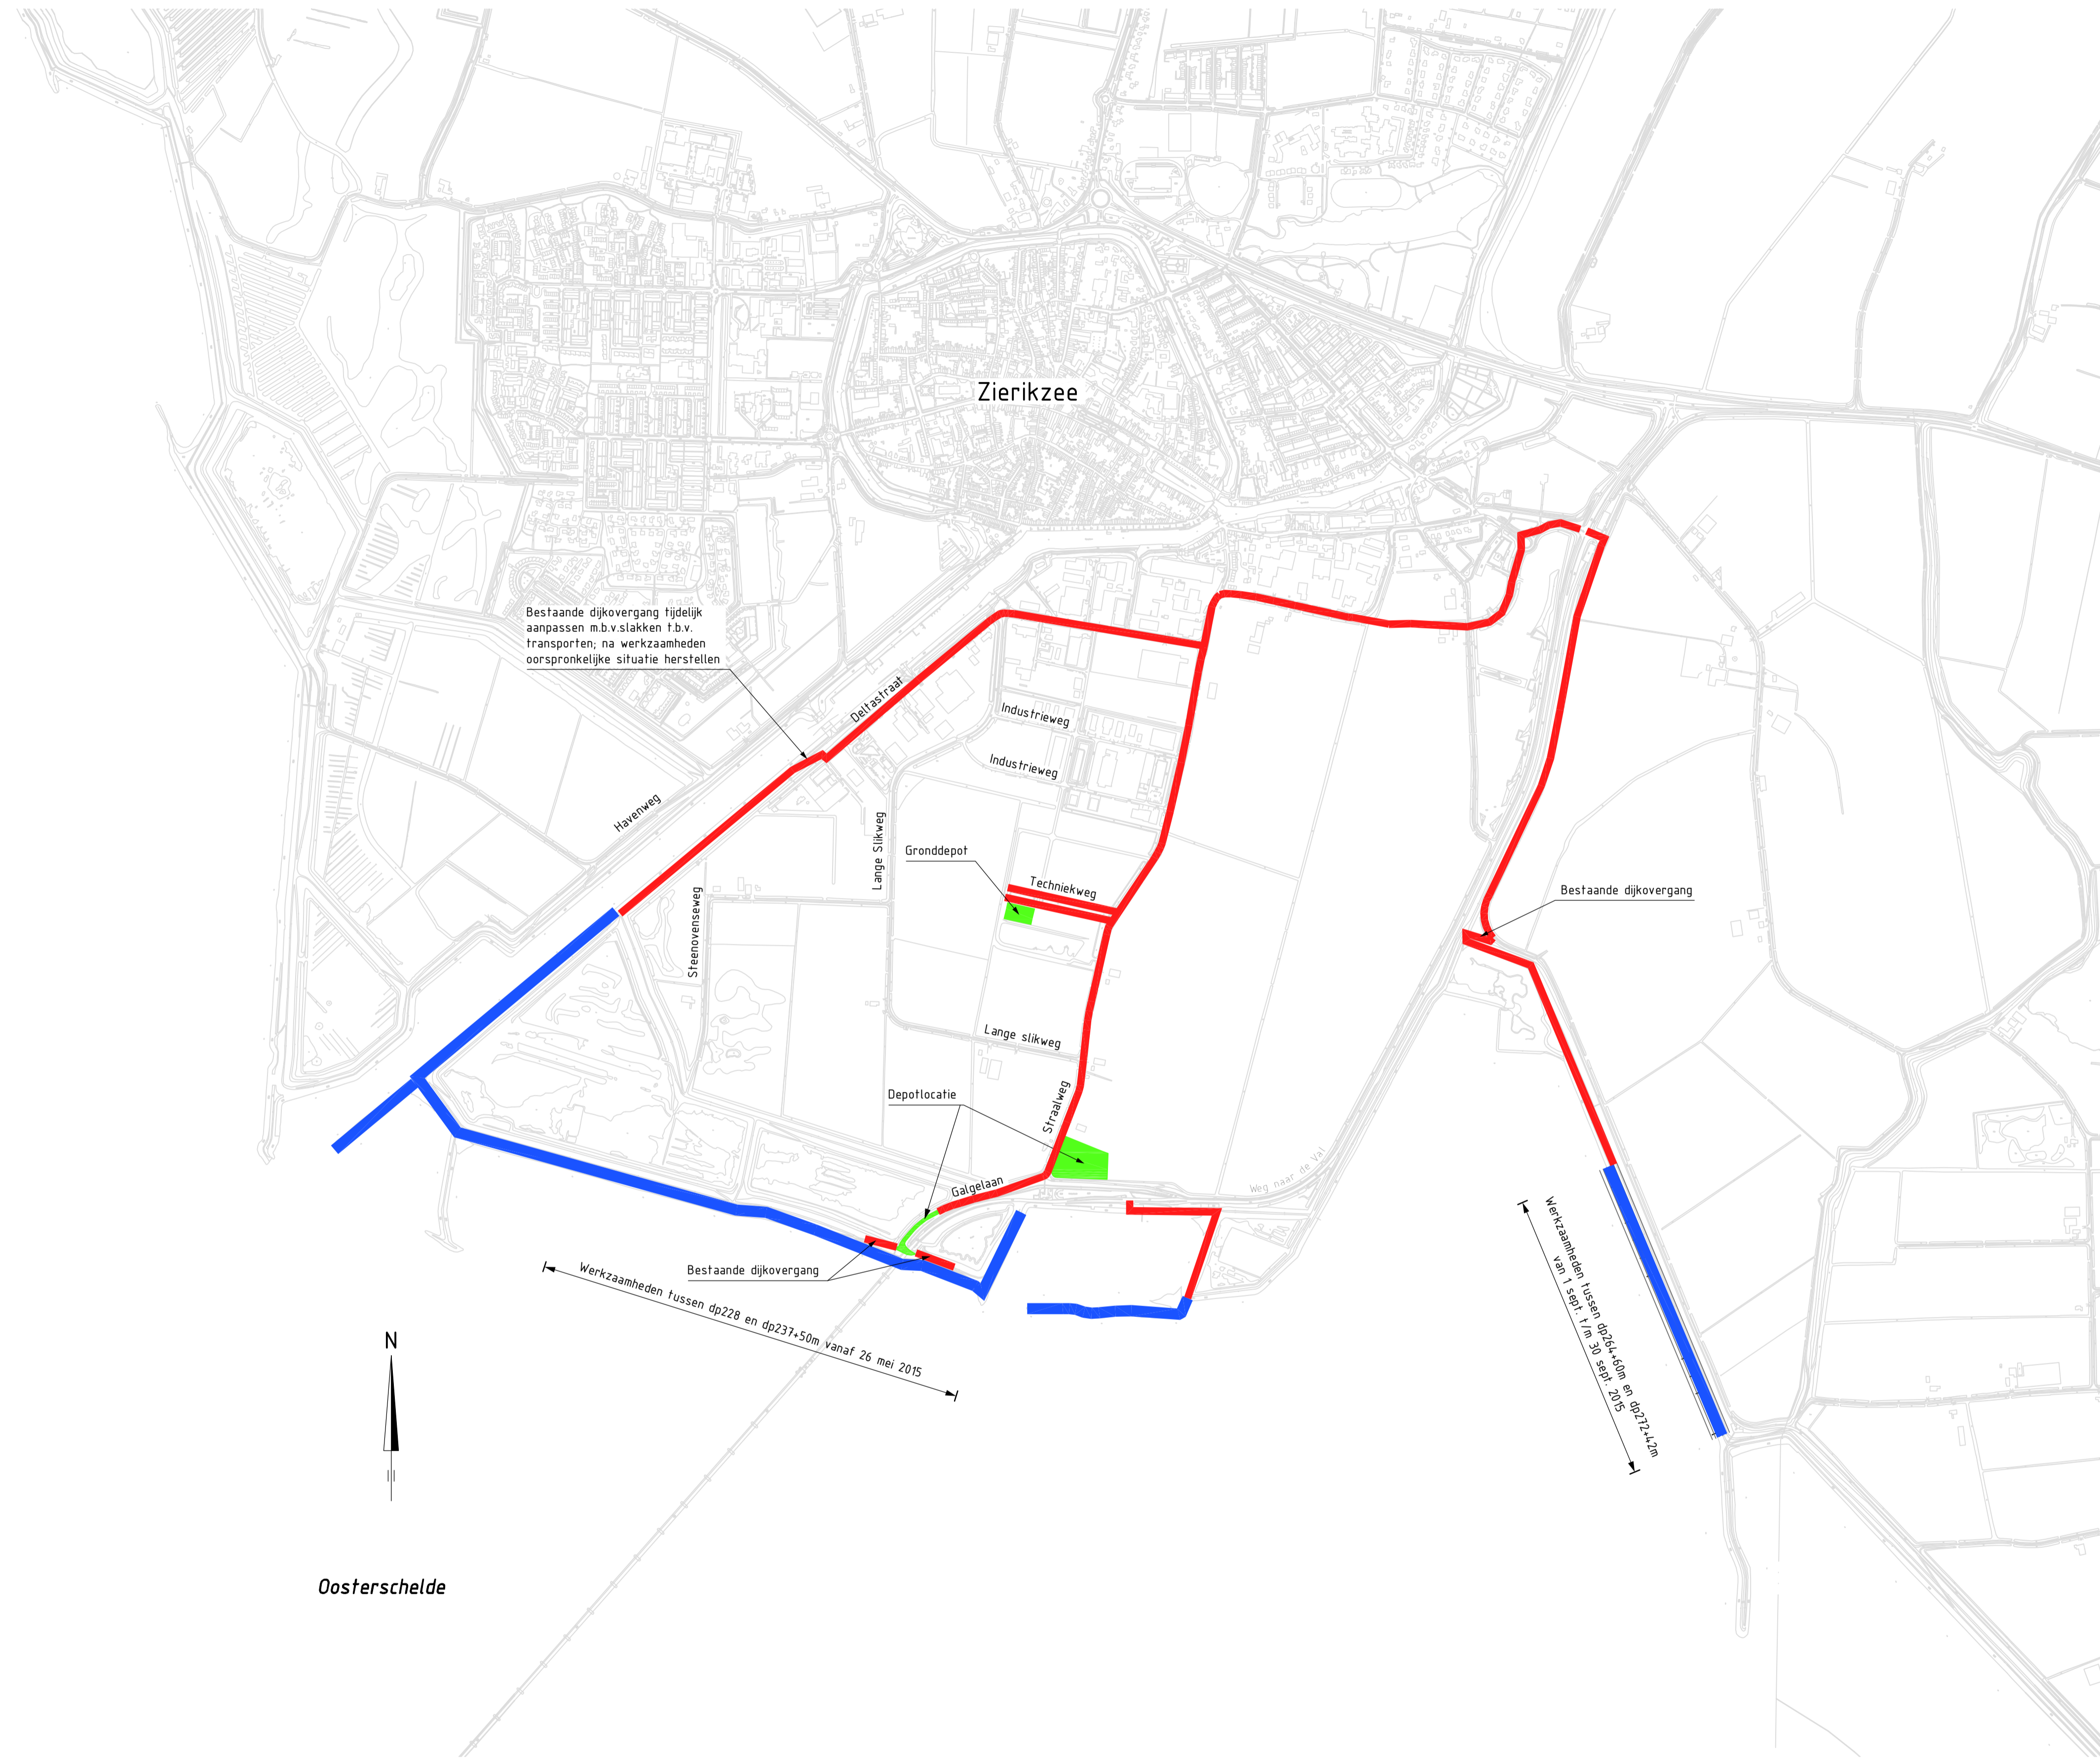 Zierikzee
Bestaande dijkovergang tijdelijk
aanpassen m.b.v.slakken t.b.v.
transporten; na werkzaamheden
oorspronkelijke situatie herstellen
Deltastraat
Industrieweg
Industrieweg
Havenweg
Lange Slikweg
Gronddepot
Techniekweg
Bestaande dijkovergang
Steenovenseweg
Lange slikweg
Depotlocatie
Straalweg
Galgelaan
Weg naar de Val
Bestaande dijkovergang
Werkzaamheden tussen dp228 en dp237+50m vanaf 26 mei 2015
Werkzaamheden tussen dp264+60m en dp272+42m
van 1 sept. t/m 30 sept. 2015
N
Oosterschelde